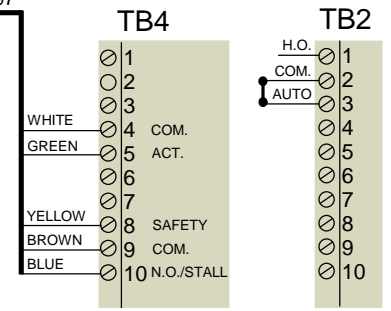 TB4
1
2
3
WHITE 4 COM.
GREEN 5 ACT.
6
7
YELLOW 8 SAFETY
BROWN 9 COM.
BLUE 10 N.O./STALL
TB2
H.O. 1
COM. 2
AUTO 3
4
5
6
7
8
9
10